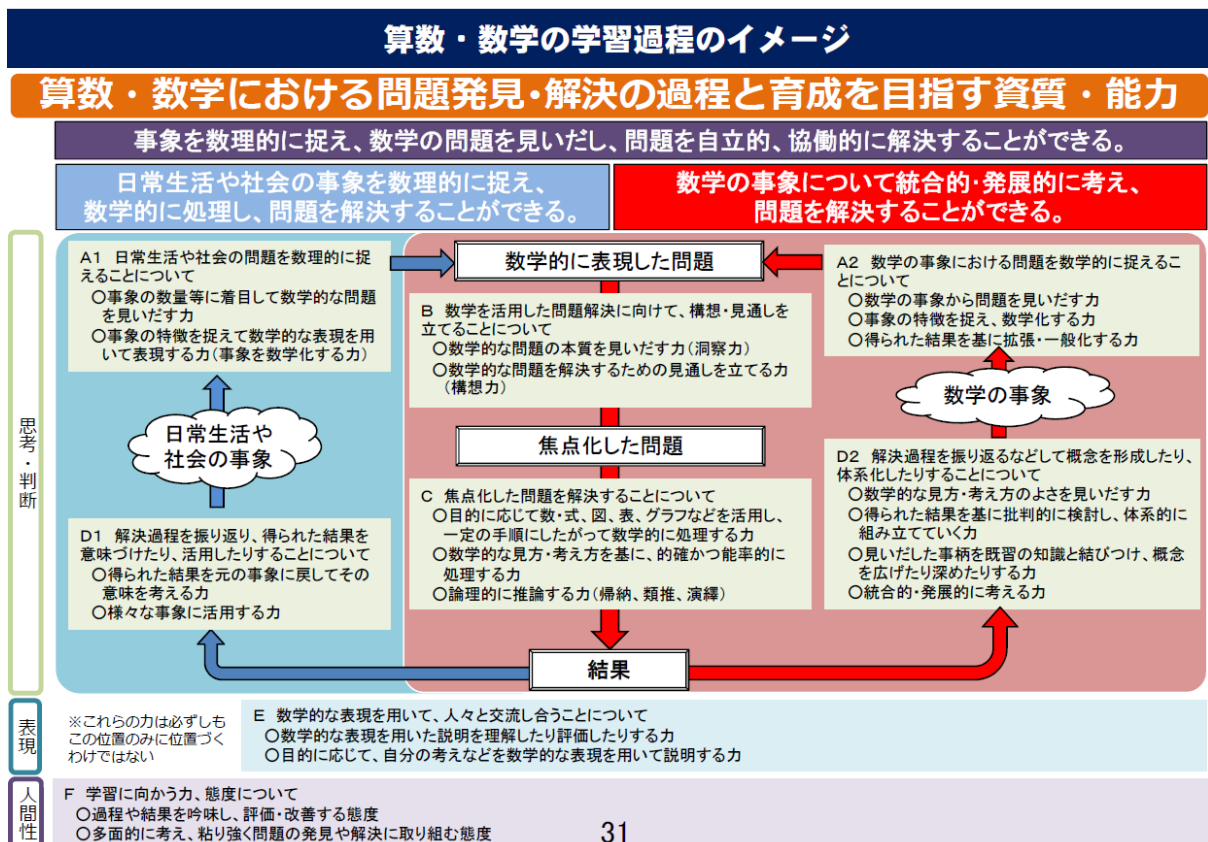 算数・数学の学習過程のイメージ
算数・数学における問題発見・解決の過程と育成を目指す資質・能力
事象を数理的に捉え、数学の問題を見いだし、問題を自立的、協働的に解決することができる。
日常生活や社会の事象を数理的に捉え、
数学的に処理し、問題を解決することができる。
数学の事象について統合的・発展的に考え、
問題を解決することができる。
思考・判断
A1 日常生活や社会の問題を数理的に捉
えることについて
○事象の数量等に着目して数学的な問題
を見いだす力
○事象の特徴を捉えて数学的な表現を用
いて表現する力(事象を数学化する力)
日常生活や
社会の事象
D1 解決過程を振り返り、得られた結果を
意味づけたり、活用したりすることについて
○得られた結果を元の事象に戻してその
意味を考える力
○様々な事象に活用する力
数学的に表現した問題
B 数学を活用した問題解決に向けて、構想・見通しを
立てることについて
○数学的な問題の本質を見いだす力(洞察力)
○数学的な問題を解決するための見通しを立てる力
(構想力)
焦点化した問題
C 焦点化した問題を解決することについて
○目的に応じて数・式、図、表、グラフなどを活用し、
一定の手順にしたがって数学的に処理する力
○数学的な見方・考え方を基に、的確かつ能率的に
処理する力
○論理的に推論する力(帰納、類推、演繹)
結果
A2 数学の事象における問題を数学的に捉えるこ
とについて
○数学の事象から問題を見いだす力
○事象の特徴を捉え、数学化する力
○得られた結果を基に拡張・一般化する力
数学の事象
D2 解決過程を振り返るなどして概念を形成したり、
体系化したりすることについて
○数学的な見方・考え方のよさを見いだす力
○得られた結果を基に批判的に検討し、体系的に
組み立てていく力
○見いだした事柄を既習の知識と結びつけ、概念
を広げたり深めたりする力
○統合的・発展的に考える力
表現
※これらの力は必ずしも
この位置のみに位置づく
わけではない
E 数学的な表現を用いて、人々と交流し合うことについて
○数学的な表現を用いた説明を理解したり評価したりする力
○目的に応じて、自分の考えなどを数学的な表現を用いて説明する力
人間性
F 学習に向かう力、態度について
○過程や結果を吟味し、評価・改善する態度
○多面的に考え、粘り強く問題の発見や解決に取り組む態度
31